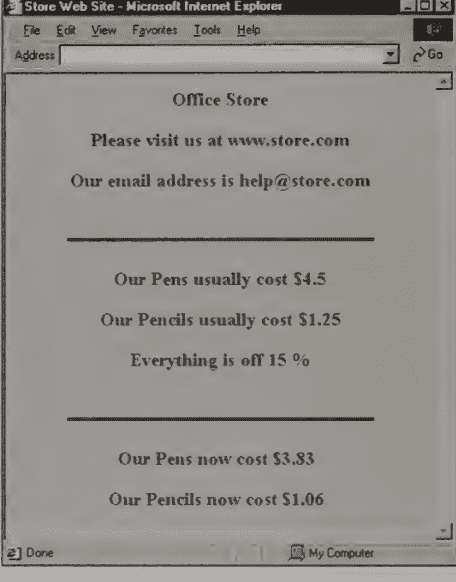 Store Web Site - Microsoft Internet Explorer
File Edit View Favorites Tools Help
Address Go
Office Store
Please visit us at www.store.com
Our email address is help@store.com
Our Pens usually cost $4.5
Our Pencils usually cost $1.25
Everything is off 15 %
Our Pens now cost $3.83
Our Pencils now cost $1.06
Done My Computer